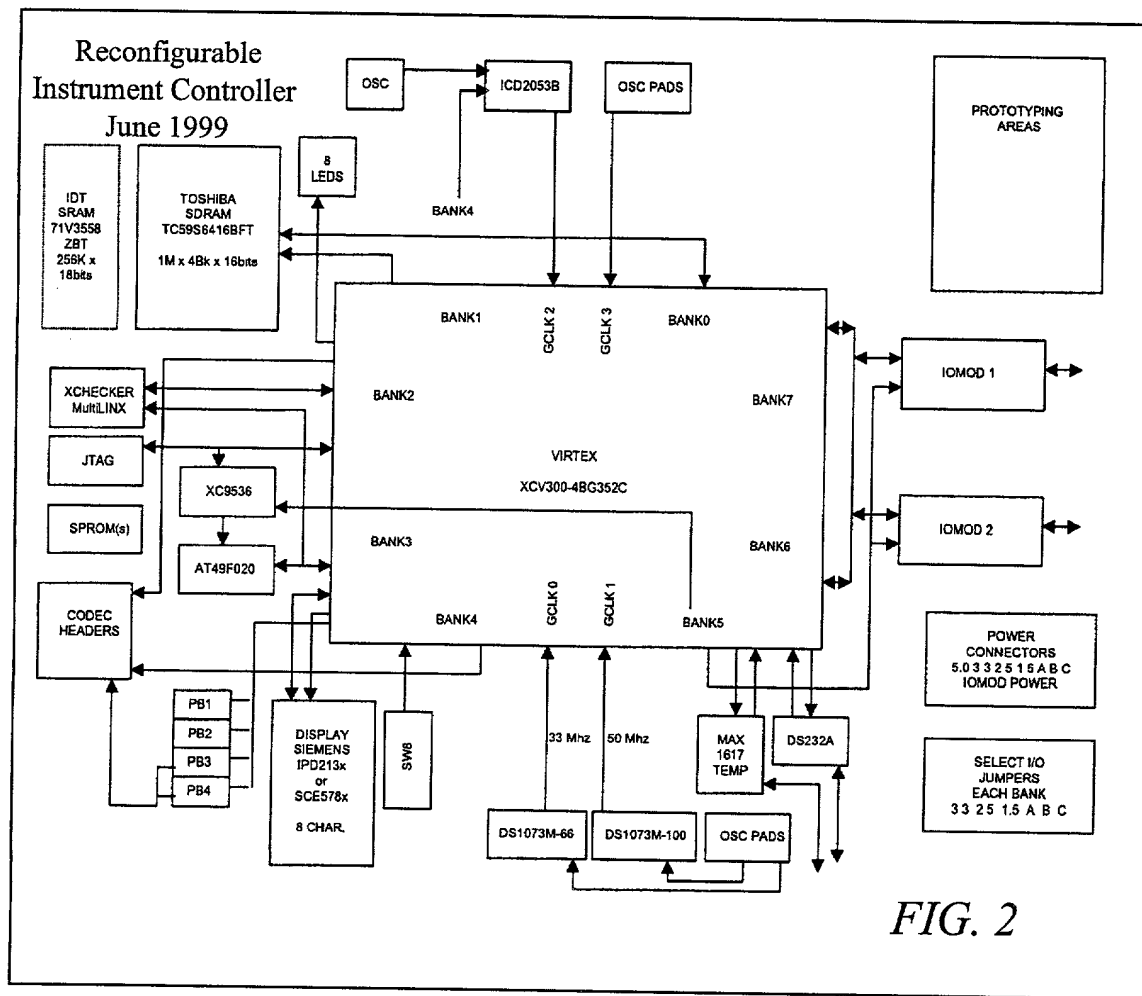 Reconfigurable
Instrument Controller
June 1999
OSC
ICD2053B
OSC PADS
PROTOTYPING
AREAS
8
LEDS
IDT
SRAM
71V3558
ZBT
256K x
18bits
TOSHIBA
SDRAM
TC59S6416BFT
1M x 4Bk x 16bits
BANK4
BANK1
GCLK 2
GCLK 3
BANK0
XCHECKER
MultiLINX
BANK2
BANK7
IOMOD 1
JTAG
VIRTEX
XCV300-4BG352C
XC9536
SPROM(s)
AT49F020
BANK3
BANK6
IOMOD 2
CODEC
HEADERS
BANK4
GCLK 0
GCLK 1
BANK5
POWER
CONNECTORS
5.0 3 3 2 5 1 5 A B C
IOMOD POWER
PB1
PB2
PB3
PB4
DISPLAY
SIEMENS
IPD213x
or
SCE578x
8 CHAR.
SW8
33 Mhz
50 Mhz
MAX
1617
TEMP
DS232A
SELECT I/O
JUMPERS
EACH BANK
3 3 2 5 1.5 A B C
DS1073M-66
DS1073M-100
OSC PADS
FIG. 2